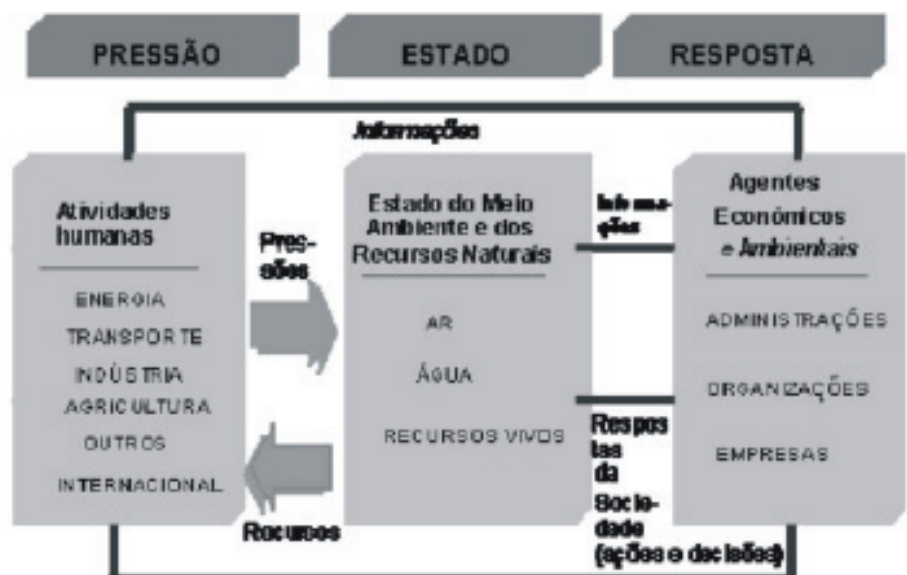 PRESSÃO
ESTADO
RESPOSTA
Informações
Atividades
humanas
ENERGIA
TRANSPORTE
INDÚSTRIA
AGRICULTURA
OUTROS
INTERNACIONAL
Pres-
sões
Recursos
Estado do Meio
Ambiente e dos
Recursos Naturais
AR
ÁGUA
RECURSOS VIVOS
Informa-
ções
Respos
tas
da
Socie-
dade
(ações e decisões)
Agentes
Econômicos
e Ambientais
ADMINISTRAÇÕES
ORGANIZAÇÕES
EMPRESAS